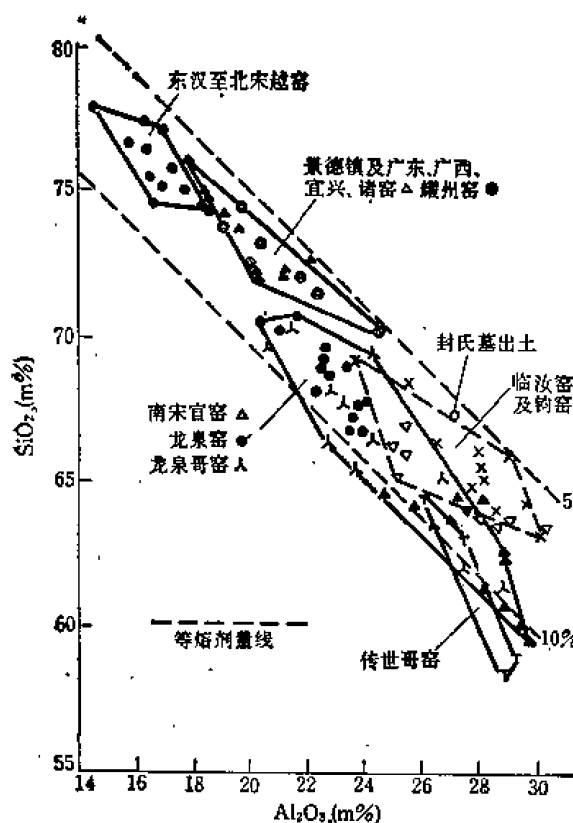 80
东汉至北宋越窑
景德镇及广东、广西、
宜兴、诸窑▲耀州窑●
75
70
封氏墓出土
临汝窑
及钧窑
南宋官窑 △
龙泉窑 ●
龙泉哥窑 人
65
5
60
等熔剂量线
10%
传世哥窑
55
14 16 18 20 22 24 26 28 30
SiO₂(m%)
Al₂O₃(m%)